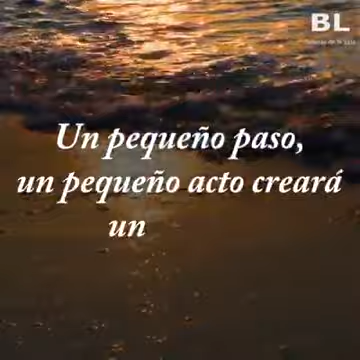 BL
Un pequeño paso,
un pequeño acto creará
un